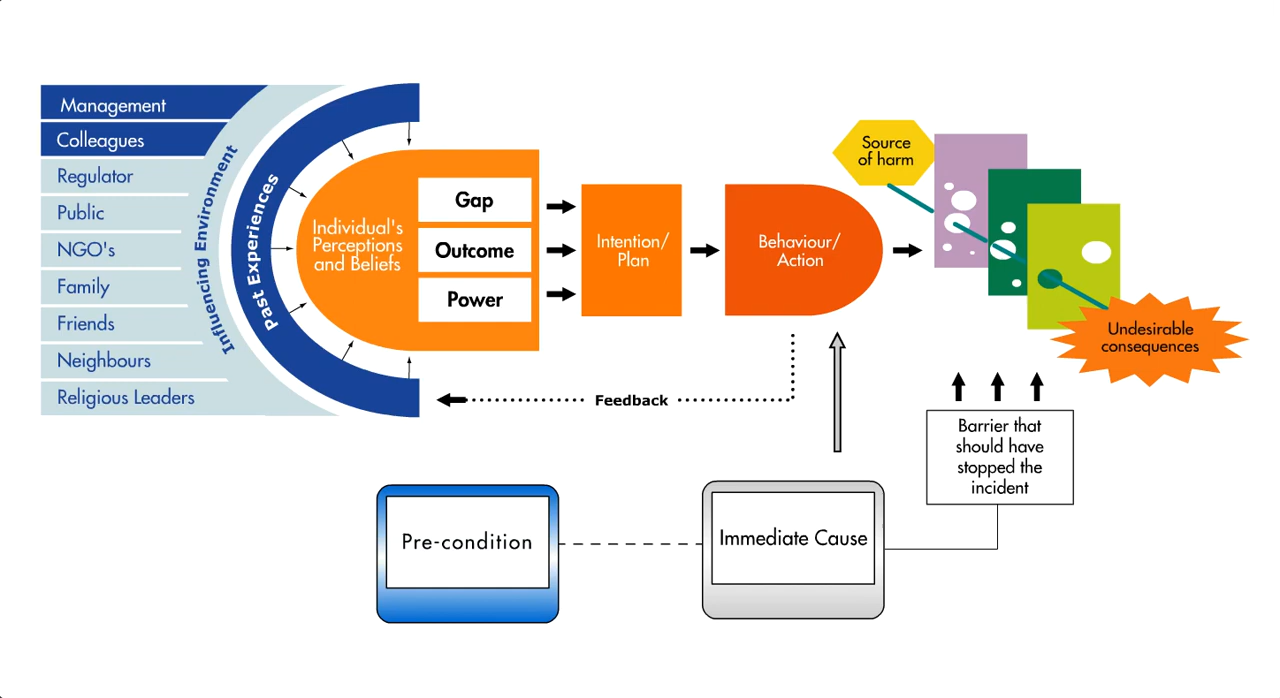 Management
Colleagues
Regulator
Public
NGO's
Family
Friends
Neighbours
Religious Leaders
Influencing Environment
Past Experiences
Individual's
Perceptions
and Beliefs
Gap
Outcome
Power
Intention/
Plan
Behaviour/
Action
Source
of harm
Undesirable
consequences
Feedback
Barrier that
should have
stopped the
incident
Pre-condition
Immediate Cause